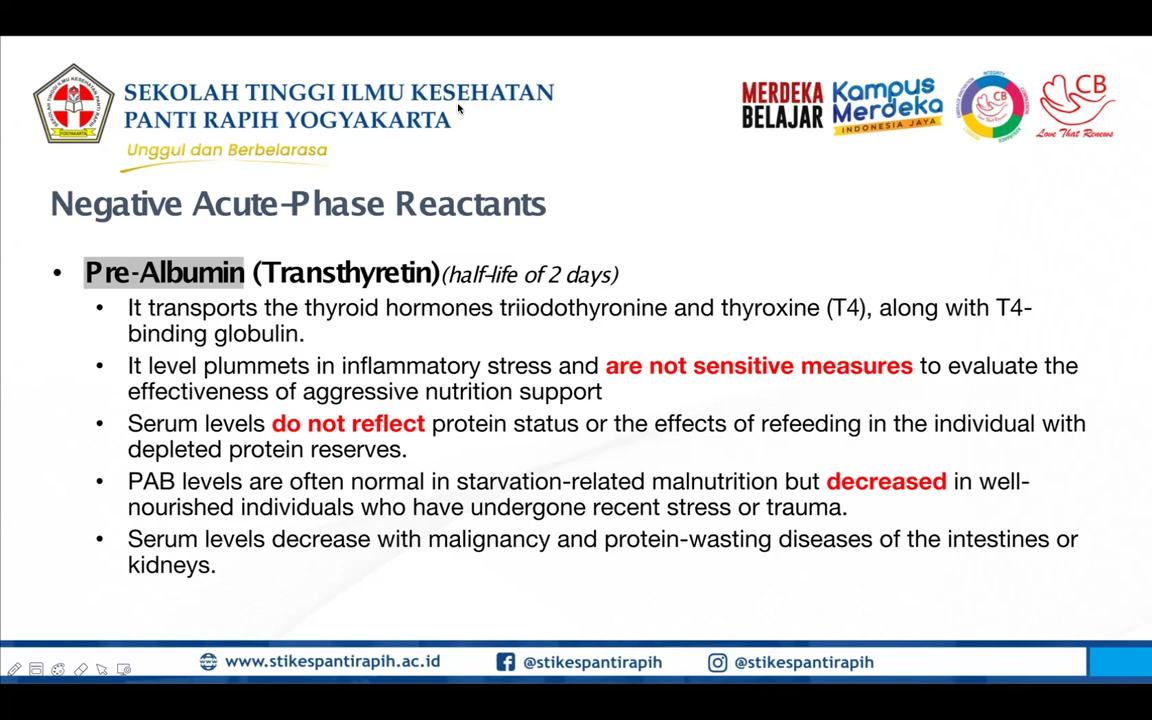 SEKOLAH TINGGI ILMU KESEHATAN
PANTI RAPIH YOGYAKARTA
Unggul dan Berbelarasa
MERDEKA
BELAJAR
Kampus
Merdeka
INDONESIA JAYA
CB
Love That Renews
Negative Acute-Phase Reactants
• Pre-Albumin (Transthyretin)(half-life of 2 days)
• It transports the thyroid hormones triiodothyronine and thyroxine (T4), along with T4-
binding globulin.
• It level plummets in inflammatory stress and are not sensitive measures to evaluate the
effectiveness of aggressive nutrition support
• Serum levels do not reflect protein status or the effects of refeeding in the individual with
depleted protein reserves.
• PAB levels are often normal in starvation-related malnutrition but decreased in well-
nourished individuals who have undergone recent stress or trauma.
• Serum levels decrease with malignancy and protein-wasting diseases of the intestines or
kidneys.
www.stikespantirapih.ac.id
@stikespantirapih
@stikespantirapih